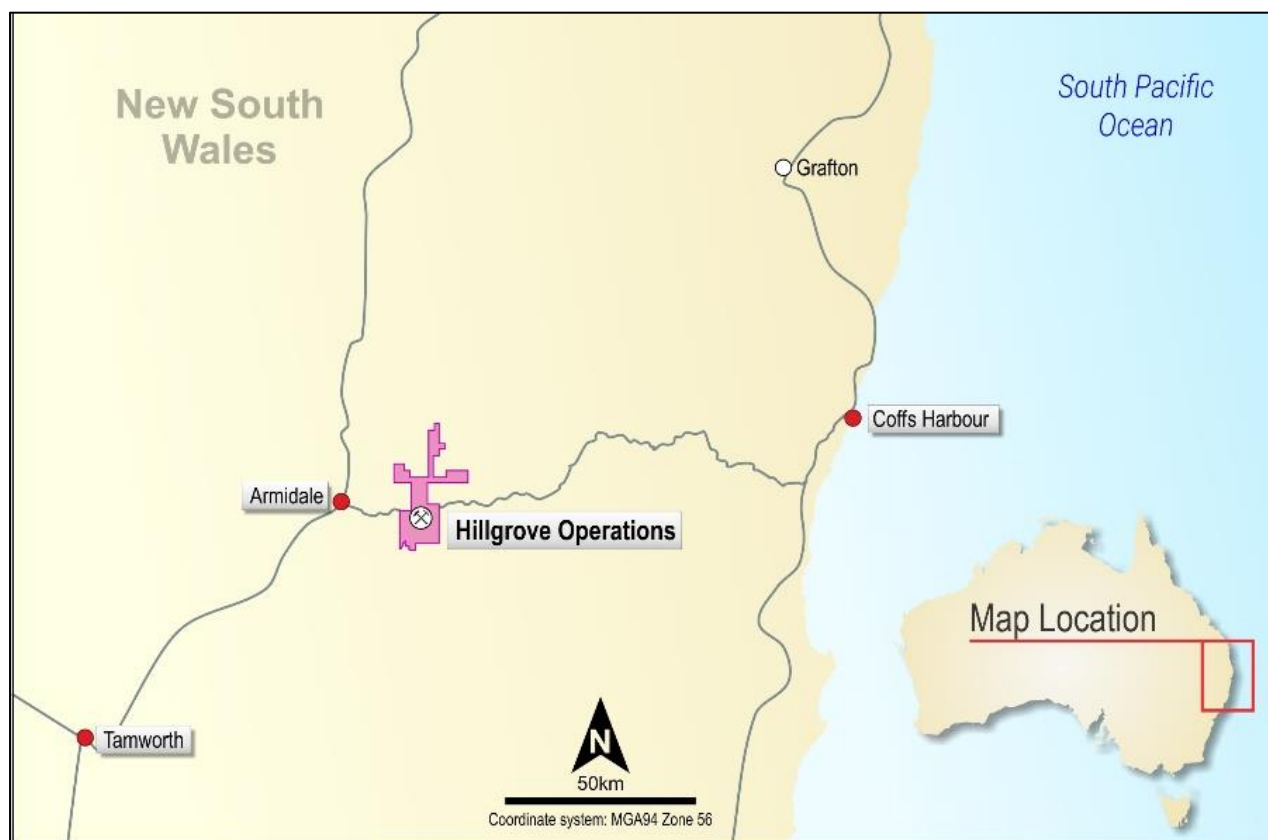 New South
Wales
South Pacific
Ocean
Grafton
Coffs Harbour
Armidale
Hillgrove Operations
Map Location
Tamworth
N
50km
Coordinate system: MGA94 Zone 56